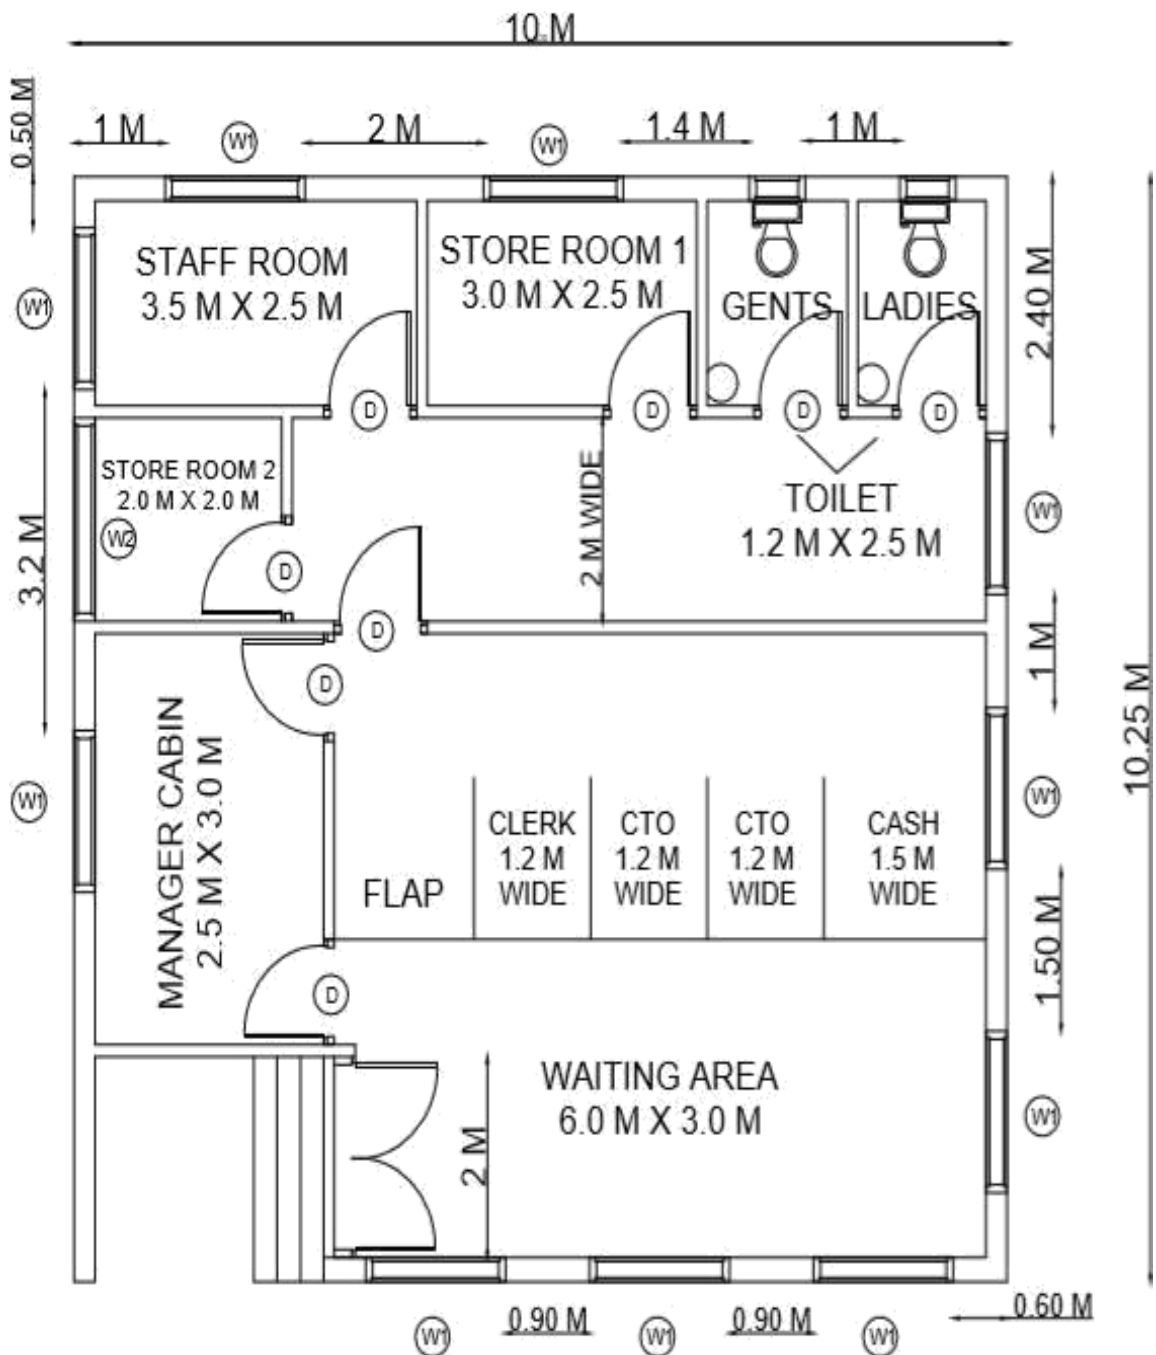 10 M
0.50 M
1 M
W1
2 M
W1
1.4 M
1 M
STAFF ROOM
3.5 M X 2.5 M
STORE ROOM 1
3.0 M X 2.5 M
GENTS
LADIES
W1
2.40 M
D
D
D
D
STORE ROOM 2
2.0 M X 2.0 M
W2
D
2 M WIDE
TOILET
1.2 M X 2.5 M
W1
3.2 M
D
D
1 M
10.25 M
MANAGER CABIN
2.5 M X 3.0 M
W1
FLAP
CLERK
1.2 M
WIDE
CTO
1.2 M
WIDE
CTO
1.2 M
WIDE
CASH
1.5 M
WIDE
W1
1.50 M
D
WAITING AREA
6.0 M X 3.0 M
2 M
W1
W1
0.90 M
W1
0.90 M
W1
0.60 M